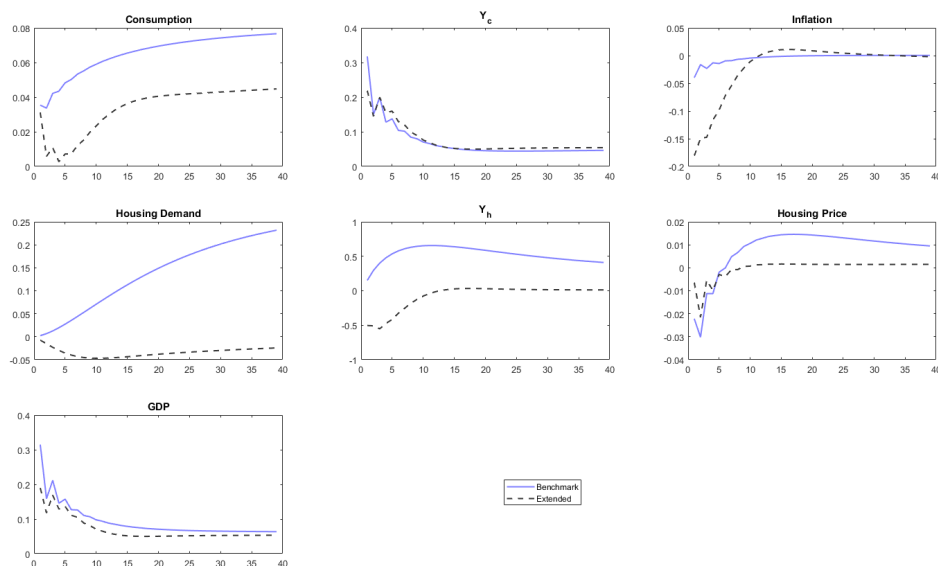 Consumption
0.08
0.06
0.04
0.02
0
0 5 10 15 20 25 30 35 40
Y_c
0.4
0.3
0.2
0.1
0
0 5 10 15 20 25 30 35 40
Inflation
0.05
0
-0.05
-0.1
-0.15
-0.2
0 5 10 15 20 25 30 35 40
Housing Demand
0.25
0.2
0.15
0.1
0.05
0
-0.05
0 5 10 15 20 25 30 35 40
Y_h
1
0.5
0
-0.5
-1
0 5 10 15 20 25 30 35 40
Housing Price
0.02
0.01
0
-0.01
-0.02
-0.03
-0.04
0 5 10 15 20 25 30 35 40
GDP
0.4
0.3
0.2
0.1
0
0 5 10 15 20 25 30 35 40
Benchmark
Extended